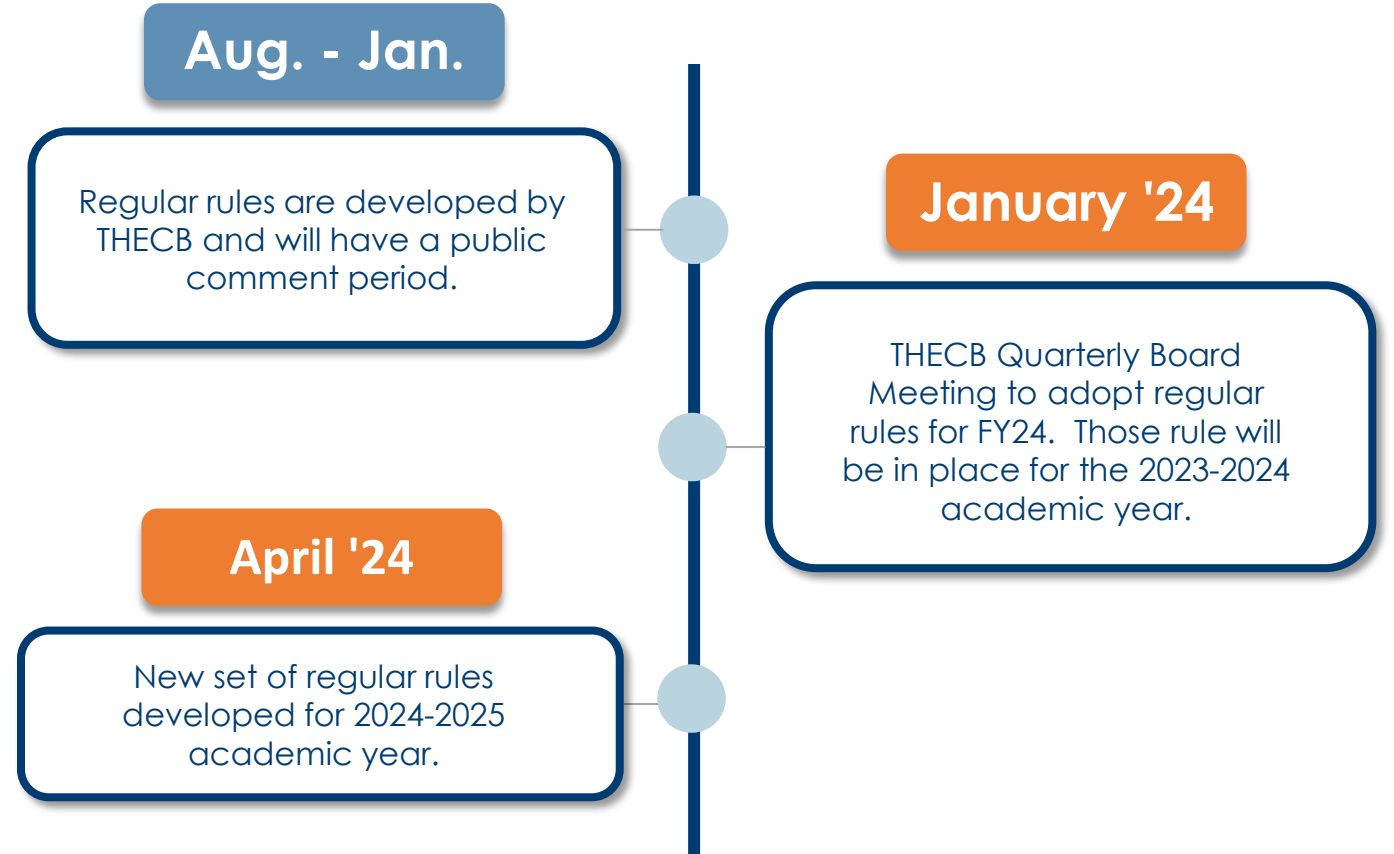 Aug. - Jan.
Regular rules are developed by
THECB and will have a public
comment period.
January '24
THECB Quarterly Board
Meeting to adopt regular
rules for FY24.  Those rule will
be in place for the 2023-2024
academic year.
April '24
New set of regular rules
developed for 2024-2025
academic year.